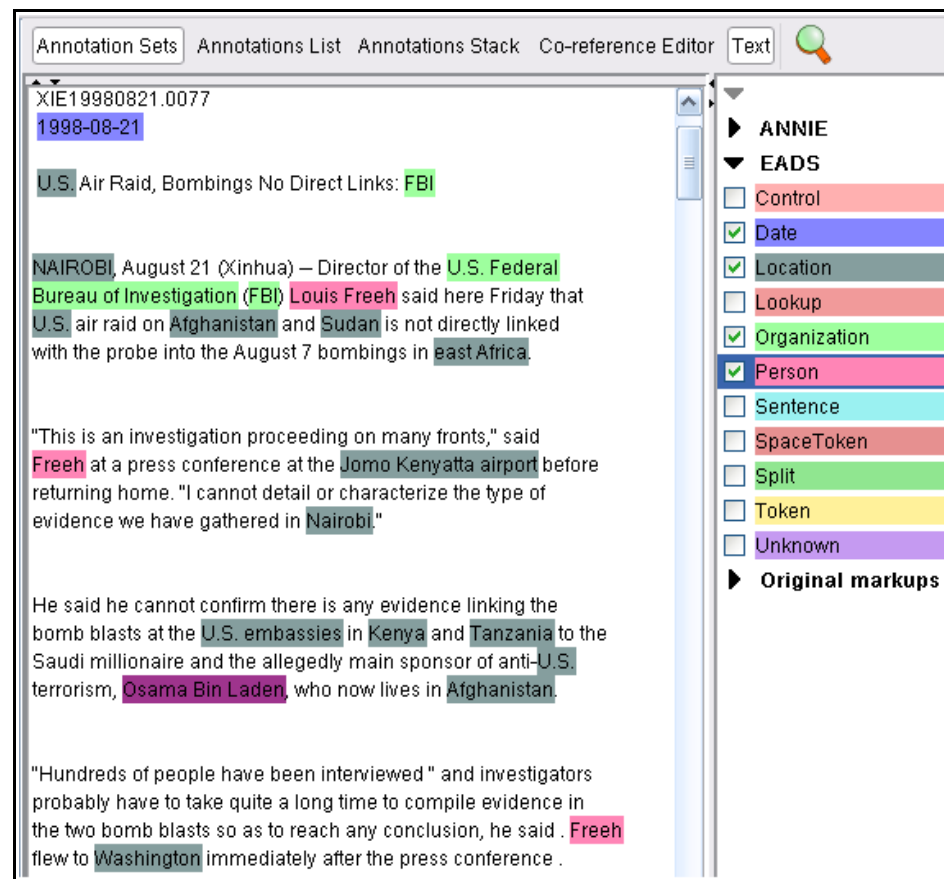 Annotation Sets Annotations List Annotations Stack Co-reference Editor Text
XIE19980821.0077
1998-08-21
U.S. Air Raid, Bombings No Direct Links: FBI
NAIROBI, August 21 (Xinhua) – Director of the U.S. Federal
Bureau of Investigation (FBI) Louis Freeh said here Friday that
U.S. air raid on Afghanistan and Sudan is not directly linked
with the probe into the August 7 bombings in east Africa.
"This is an investigation proceeding on many fronts," said
Freeh at a press conference at the Jomo Kenyatta airport before
returning home. "I cannot detail or characterize the type of
evidence we have gathered in Nairobi."
He said he cannot confirm there is any evidence linking the
bomb blasts at the U.S. embassies in Kenya and Tanzania to the
Saudi millionaire and the allegedly main sponsor of anti-U.S.
terrorism, Osama Bin Laden, who now lives in Afghanistan.
"Hundreds of people have been interviewed " and investigators
probably have to take quite a long time to compile evidence in
the two bomb blasts so as to reach any conclusion, he said . Freeh
flew to Washington immediately after the press conference .
ANNIE
EADS
Control
Date
Location
Lookup
Organization
Person
Sentence
SpaceToken
Split
Token
Unknown
Original markups